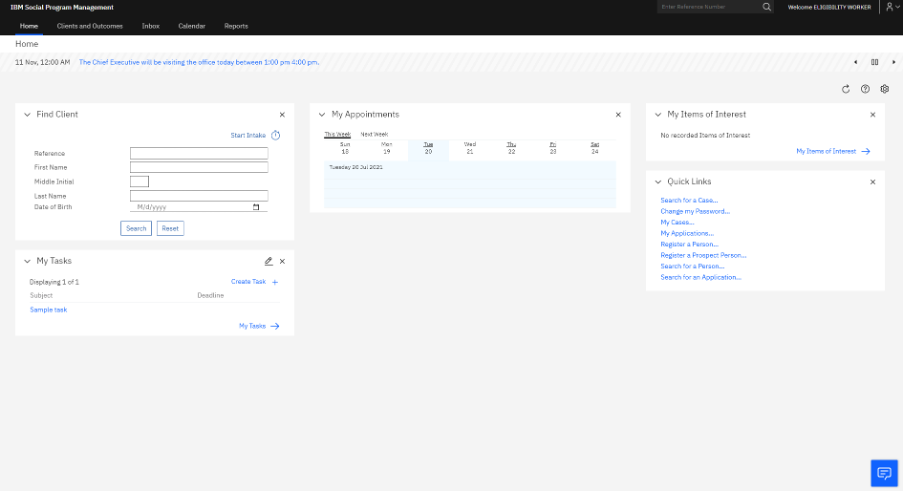 IBM Social Program Management
Enter Reference Number
Welcome ELIGIBILITY WORKER
Home Clients and Outcomes Inbox Calendar Reports
Home
11 Nov, 12:00 AM The Chief Executive will be visiting the office today between 1:00 pm 4:00 pm.
Find Client
Start Intake
Reference
First Name
Middle Initial
Last Name
Date of Birth M/d/yyyy
Search Reset
My Tasks
Displaying 1 of 1 Create Task +
Subject Deadline
Sample task
My Tasks
My Appointments
This Week Next Week
Sun Mon Tue Wed Thu Fri Sat
18 19 20 21 22 23 24
Tuesday 20 Jul 2021
My Items of Interest
No recorded Items of Interest
My Items of Interest
Quick Links
Search for a Case...
Change my Password...
My Cases...
My Applications...
Register a Person...
Register a Prospect Person...
Search for a Person...
Search for an Application...